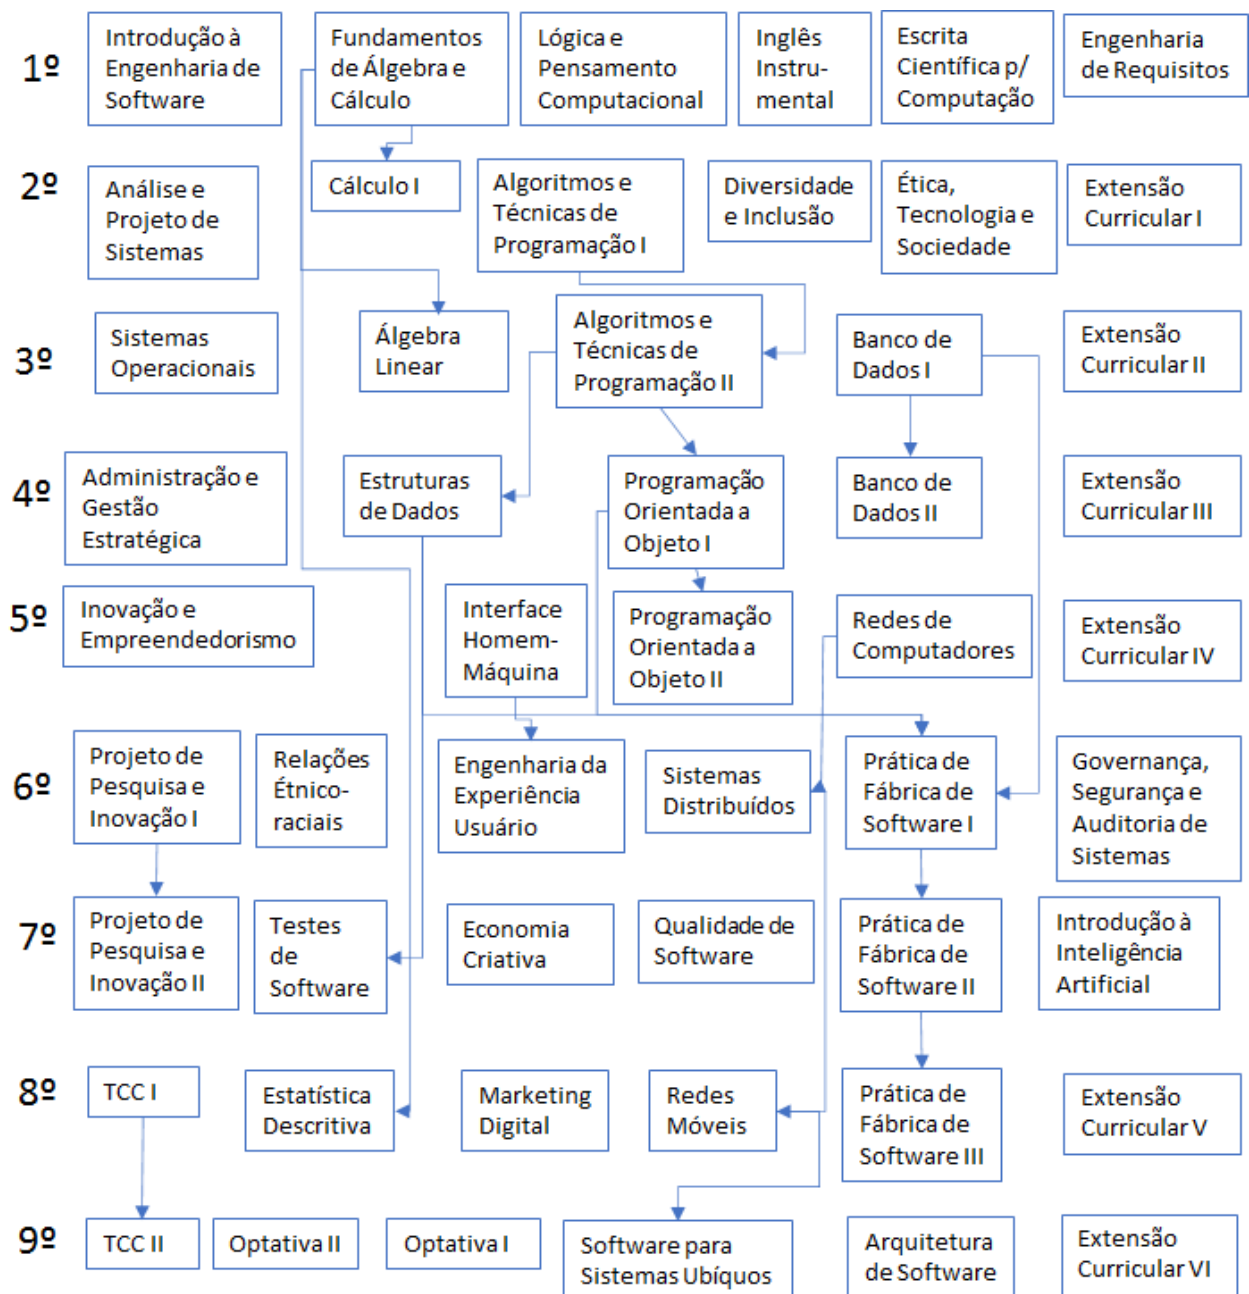 1º
Introdução à
Engenharia de
Software
Fundamentos
de Álgebra e
Cálculo
Lógica e
Pensamento
Computacional
Inglês
Instru-
mental
Escrita
Científica p/
Computação
Engenharia
de Requisitos
2º
Análise e
Projeto de
Sistemas
Cálculo I
Algoritmos e
Técnicas de
Programação I
Diversidade
e Inclusão
Ética,
Tecnologia e
Sociedade
Extensão
Curricular I
3º
Sistemas
Operacionais
Álgebra
Linear
Algoritmos e
Técnicas de
Programação II
Banco de
Dados I
Extensão
Curricular II
4º
Administração e
Gestão
Estratégica
Estruturas
de Dados
Programação
Orientada a
Objeto I
Banco de
Dados II
Extensão
Curricular III
5º
Inovação e
Empreendedorismo
Interface
Homem-
Máquina
Programação
Orientada a
Objeto II
Redes de
Computadores
Extensão
Curricular IV
6º
Projeto de
Pesquisa e
Inovação I
Relações
Étnico-
raciais
Engenharia da
Experiência
Usuário
Sistemas
Distribuídos
Prática de
Fábrica de
Software I
Governança,
Segurança e
Auditoria de
Sistemas
7º
Projeto de
Pesquisa e
Inovação II
Testes
de
Software
Economia
Criativa
Qualidade de
Software
Prática de
Fábrica de
Software II
Introdução à
Inteligência
Artificial
8º
TCC I
Estatística
Descritiva
Marketing
Digital
Redes
Móveis
Prática de
Fábrica de
Software III
Extensão
Curricular V
9º
TCC II
Optativa II
Optativa I
Software para
Sistemas Ubíquos
Arquitetura
de Software
Extensão
Curricular VI